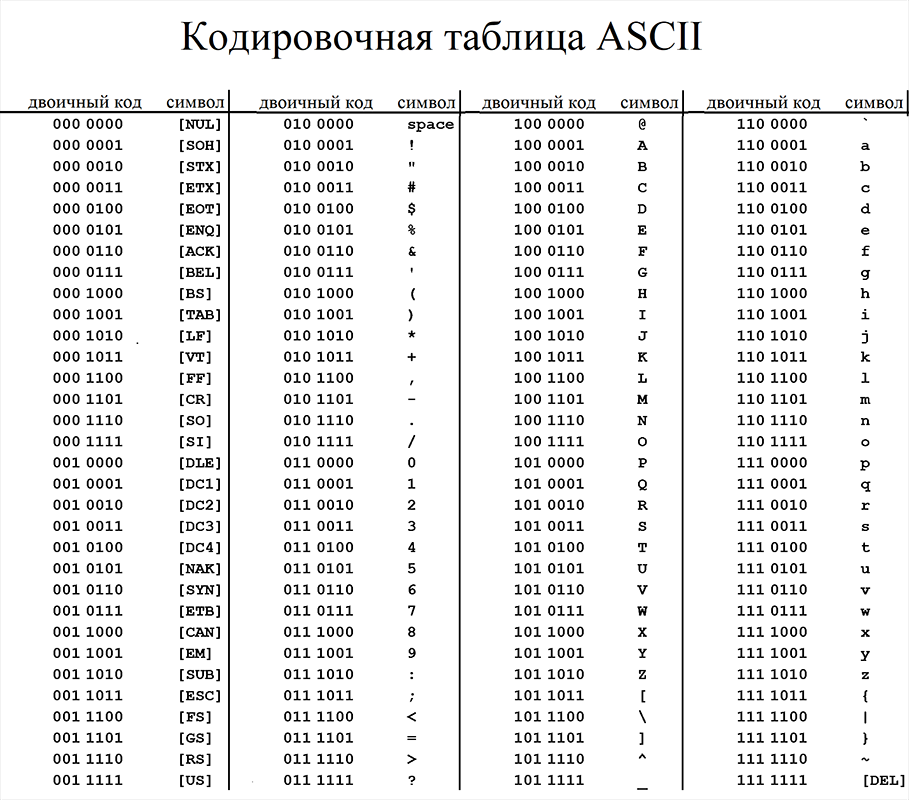 Кодировочная таблица ASCII
двоичный код символ двоичный код символ двоичный код символ двоичный код символ
000 0000 [NUL] 010 0000 space 100 0000 @ 110 0000 `
000 0001 [SOH] 010 0001 ! 100 0001 A 110 0001 a
000 0010 [STX] 010 0010 " 100 0010 B 110 0010 b
000 0011 [ETX] 010 0011 # 100 0011 C 110 0011 c
000 0100 [EOT] 010 0100 $ 100 0100 D 110 0100 d
000 0101 [ENQ] 010 0101 % 100 0101 E 110 0101 e
000 0110 [ACK] 010 0110 & 100 0110 F 110 0110 f
000 0111 [BEL] 010 0111 ' 100 0111 G 110 0111 g
000 1000 [BS] 010 1000 ( 100 1000 H 110 1000 h
000 1001 [TAB] 010 1001 ) 100 1001 I 110 1001 i
000 1010 [LF] 010 1010 * 100 1010 J 110 1010 j
000 1011 [VT] 010 1011 + 100 1011 K 110 1011 k
000 1100 [FF] 010 1100 , 100 1100 L 110 1100 l
000 1101 [CR] 010 1101 - 100 1101 M 110 1101 m
000 1110 [SO] 010 1110 . 100 1110 N 110 1110 n
000 1111 [SI] 010 1111 / 100 1111 O 110 1111 o
001 0000 [DLE] 011 0000 0 101 0000 P 111 0000 p
001 0001 [DC1] 011 0001 1 101 0001 Q 111 0001 q
001 0010 [DC2] 011 0010 2 101 0010 R 111 0010 r
001 0011 [DC3] 011 0011 3 101 0011 S 111 0011 s
001 0100 [DC4] 011 0100 4 101 0100 T 111 0100 t
001 0101 [NAK] 011 0101 5 101 0101 U 111 0101 u
001 0110 [SYN] 011 0110 6 101 0110 V 111 0110 v
001 0111 [ETB] 011 0111 7 101 0111 W 111 0111 w
001 1000 [CAN] 011 1000 8 101 1000 X 111 1000 x
001 1001 [EM] 011 1001 9 101 1001 Y 111 1001 y
001 1010 [SUB] 011 1010 : 101 1010 Z 111 1010 z
001 1011 [ESC] 011 1011 ; 101 1011 [ 111 1011 {
001 1100 [FS] 011 1100 < 101 1100 \ 111 1100 |
001 1101 [GS] 011 1101 = 101 1101 ] 111 1101 }
001 1110 [RS] 011 1110 > 101 1110 ^ 111 1110 ~
001 1111 [US] 011 1111 ? 101 1111 _ 111 1111 [DEL]